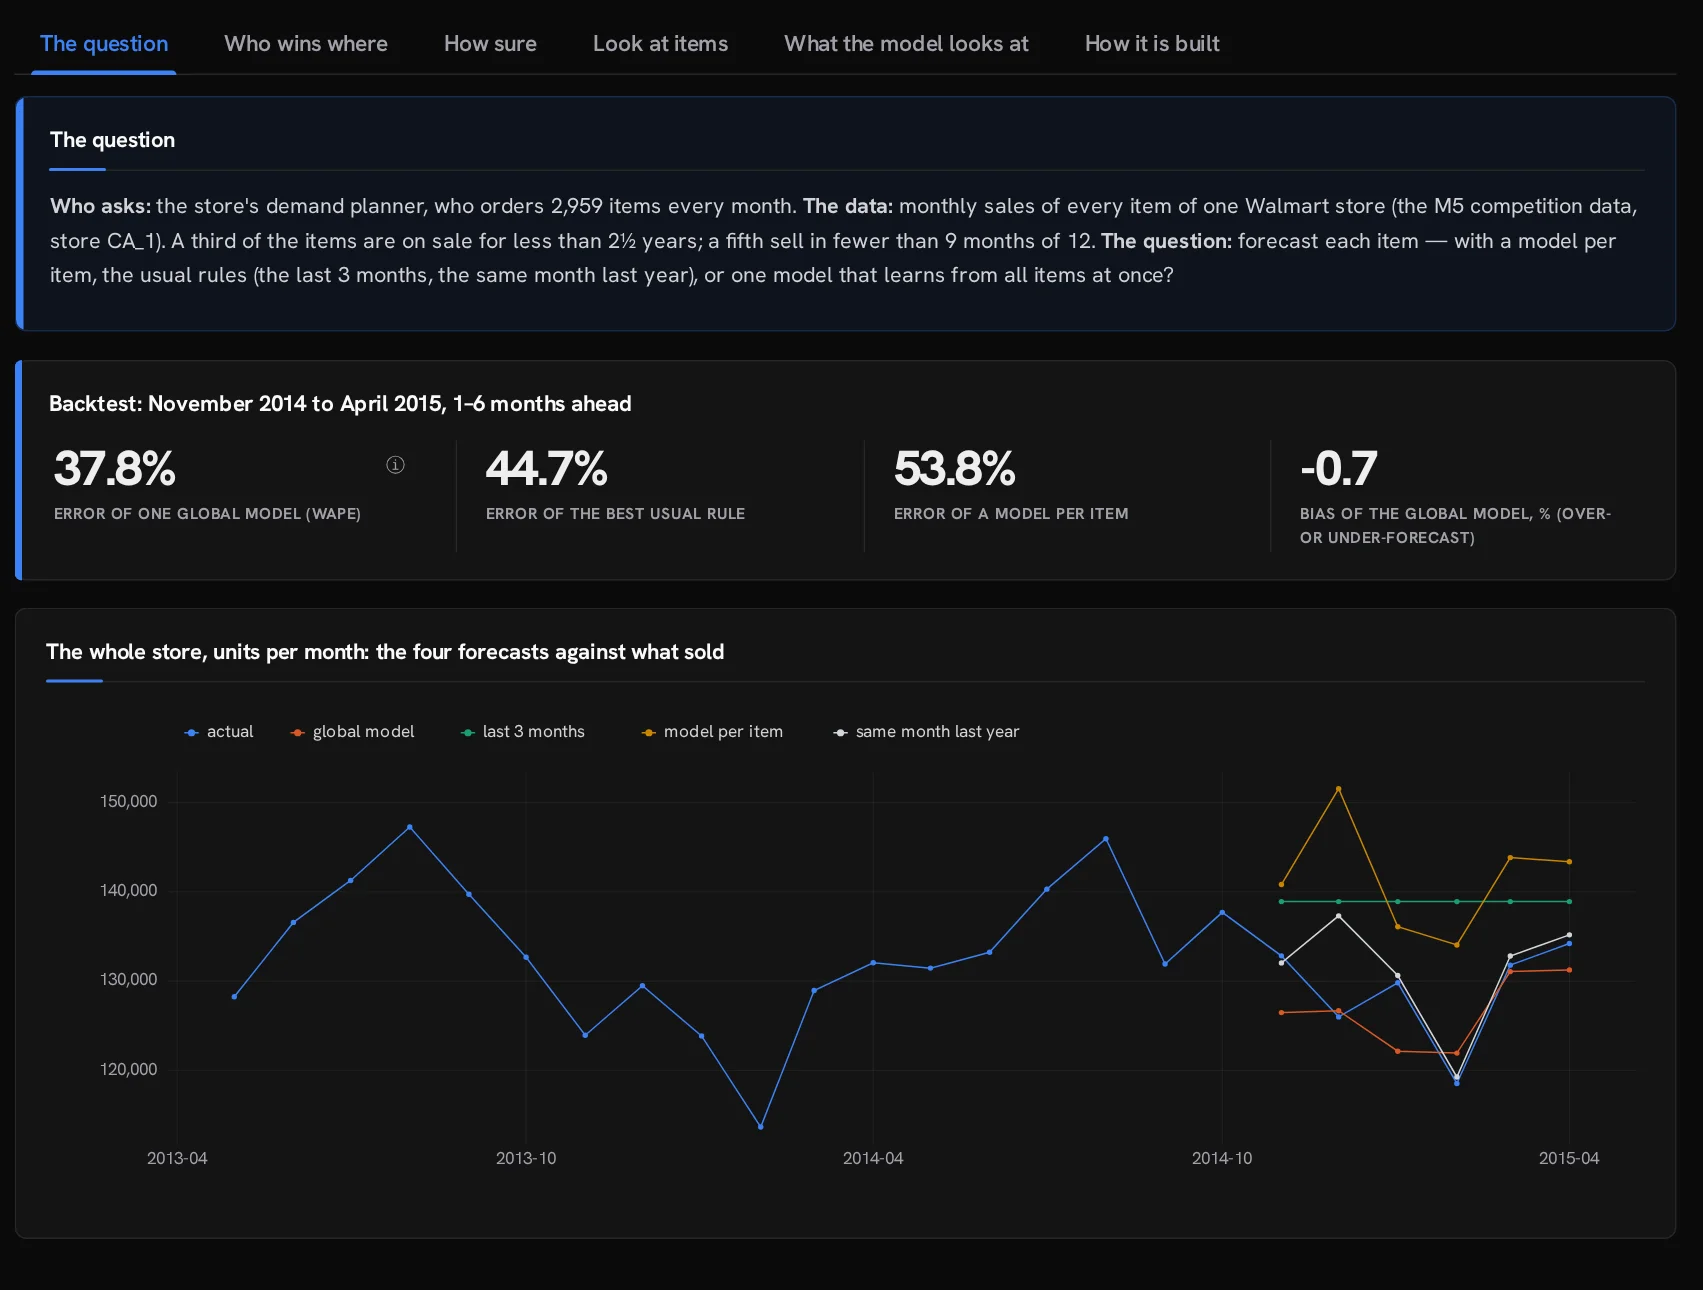 The question
Who wins where
How sure
Look at items
What the model looks at
How it is built
The question
Who asks: the store's demand planner, who orders 2,959 items every month. The data: monthly sales of every item of one Walmart store (the M5 competition data,
store CA_1). A third of the items are on sale for less than 2½ years; a fifth sell in fewer than 9 months of 12. The question: forecast each item — with a model per
item, the usual rules (the last 3 months, the same month last year), or one model that learns from all items at once?
Backtest: November 2014 to April 2015, 1–6 months ahead
37.8%
ERROR OF ONE GLOBAL MODEL (WAPE)
44.7%
ERROR OF THE BEST USUAL RULE
53.8%
ERROR OF A MODEL PER ITEM
-0.7
BIAS OF THE GLOBAL MODEL, % (OVER-
OR UNDER-FORECAST)
The whole store, units per month: the four forecasts against what sold
actual
global model
last 3 months
model per item
same month last year
150,000
140,000
130,000
120,000
2013-04
2013-10
2014-04
2014-10
2015-04